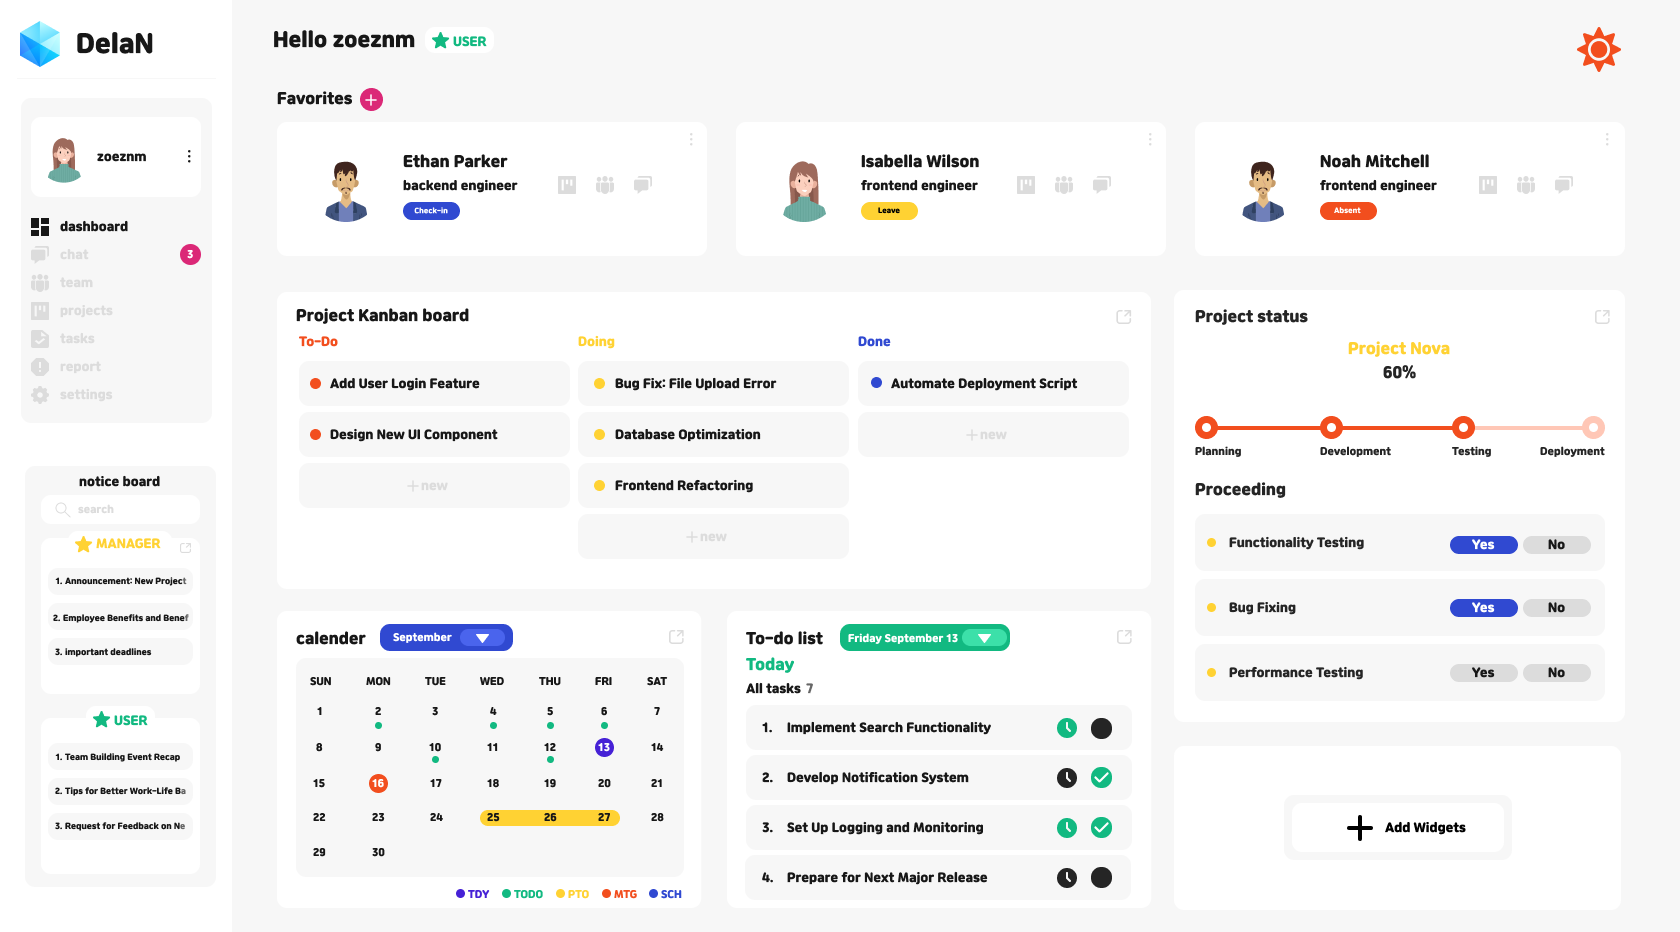 DelaN
zoeznm
dashboard
chat
3
team
projects
tasks
report
settings
notice board
search
MANAGER
1. Announcement: New Project
2. Employee Benefits and Benef
3. important deadlines
USER
1. Team Building Event Recap
2. Tips for Better Work-Life Ba
3. Request for Feedback on Ne
Hello zoeznm
USER
Favorites
Ethan Parker
backend engineer
Check-in
Isabella Wilson
frontend engineer
Leave
Noah Mitchell
frontend engineer
Absent
Project Kanban board
To-Do
Add User Login Feature
Design New UI Component
+new
Doing
Bug Fix: File Upload Error
Database Optimization
Frontend Refactoring
+new
Done
Automate Deployment Script
+new
Project status
Project Nova
60%
Planning Development Testing Deployment
Proceeding
Functionality Testing Yes No
Bug Fixing Yes No
Performance Testing Yes No
calender September
SUN MON TUE WED THU FRI SAT
1 2 3 4 5 6 7
8 9 10 11 12 13 14
15 16 17 18 19 20 21
22 23 24 25 26 27 28
29 30
TDY TODO PTO MTG SCH
To-do list Friday September 13
Today
All tasks 7
1. Implement Search Functionality
2. Develop Notification System
3. Set Up Logging and Monitoring
4. Prepare for Next Major Release
Add Widgets